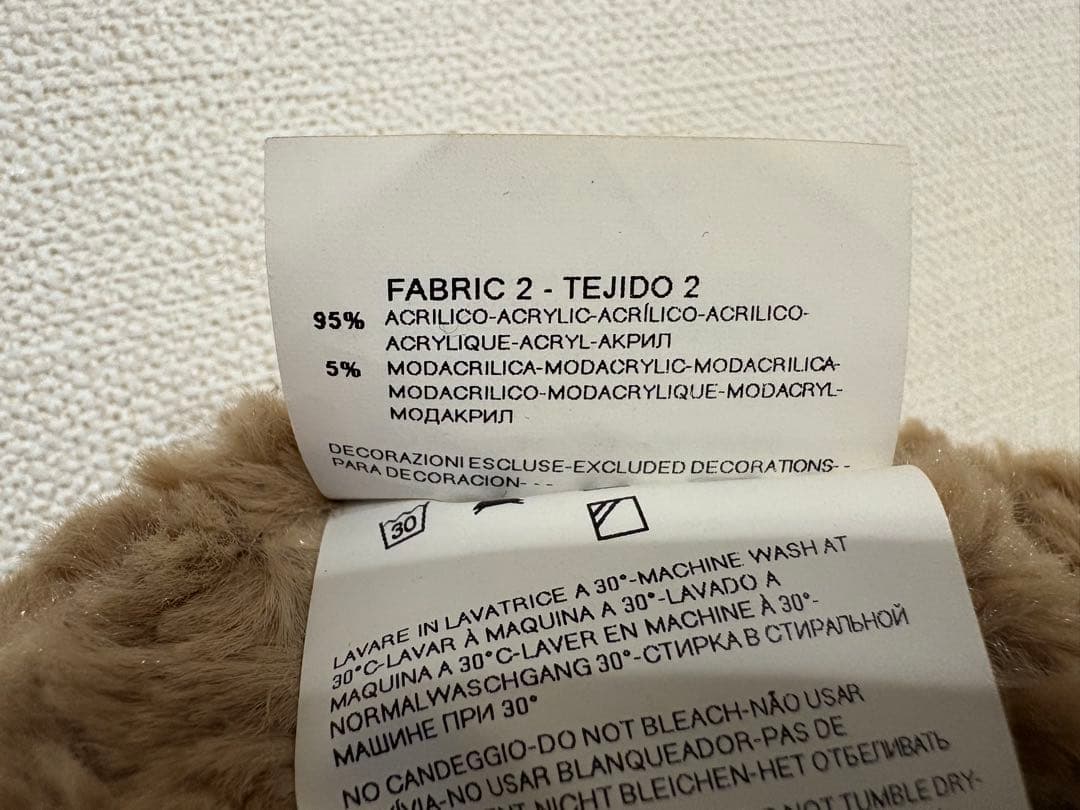 FABRIC 2 - TEJIDO 2
95% ACRILICO-ACRYLIC-ACRÍLICO-ACRILICO-
ACRYLIQUE-ACRYL-АКРИЛ
5% MODACRILICA-MODACRYLIC-MODACRILICA-
MODACRILICO-MODACRYLIQUE-MODACRYL-
МОДАКРИЛ
DECORAZIONI ESCLUSE-EXCLUDED DECORATIONS- -
PARA DECORACION- - -
30
LAVARE IN LAVATRICE A 30°-MACHINE WASH AT
30°C-LAVAR À MAQUINA A 30°-LAVADO A
MAQUINA A 30°C-LAVER EN MACHINE À 30°-
NORMALWASCHGANG 30°-СТИРКА В СТИРАЛЬНОЙ
МАШИНЕ ПРИ 30°
NO CANDEGGIO-DO NOT BLEACH-NÃO USAR
-NO USAR BLANQUEADOR-PAS DE
NICHT BLEICHEN-НЕТ ОТБЕЛИВАТЬ
NOT TUMBLE DRY-